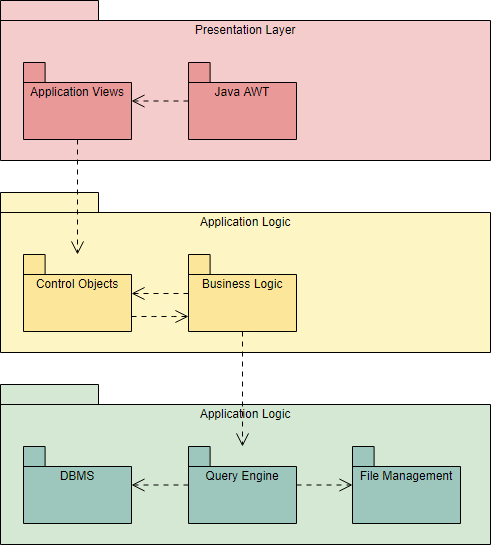 Presentation Layer
Application Views
Java AWT
Application Logic
Control Objects
Business Logic
Application Logic
DBMS
Query Engine
File Management